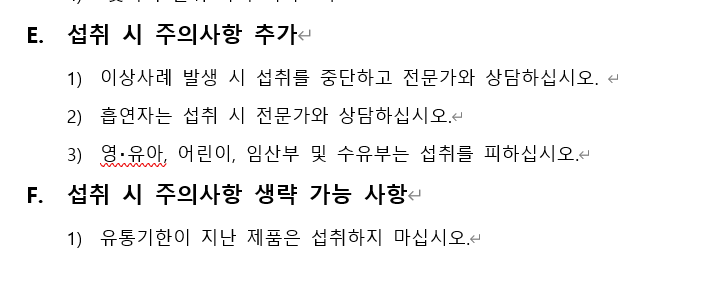 E. 섭취 시 주의사항 추가
1) 이상사례 발생 시 섭취를 중단하고 전문가와 상담하십시오.
2) 흡연자는 섭취 시 전문가와 상담하십시오.
3) 영·유아, 어린이, 임산부 및 수유부는 섭취를 피하십시오.
F. 섭취 시 주의사항 생략 가능 사항
1) 유통기한이 지난 제품은 섭취하지 마십시오.